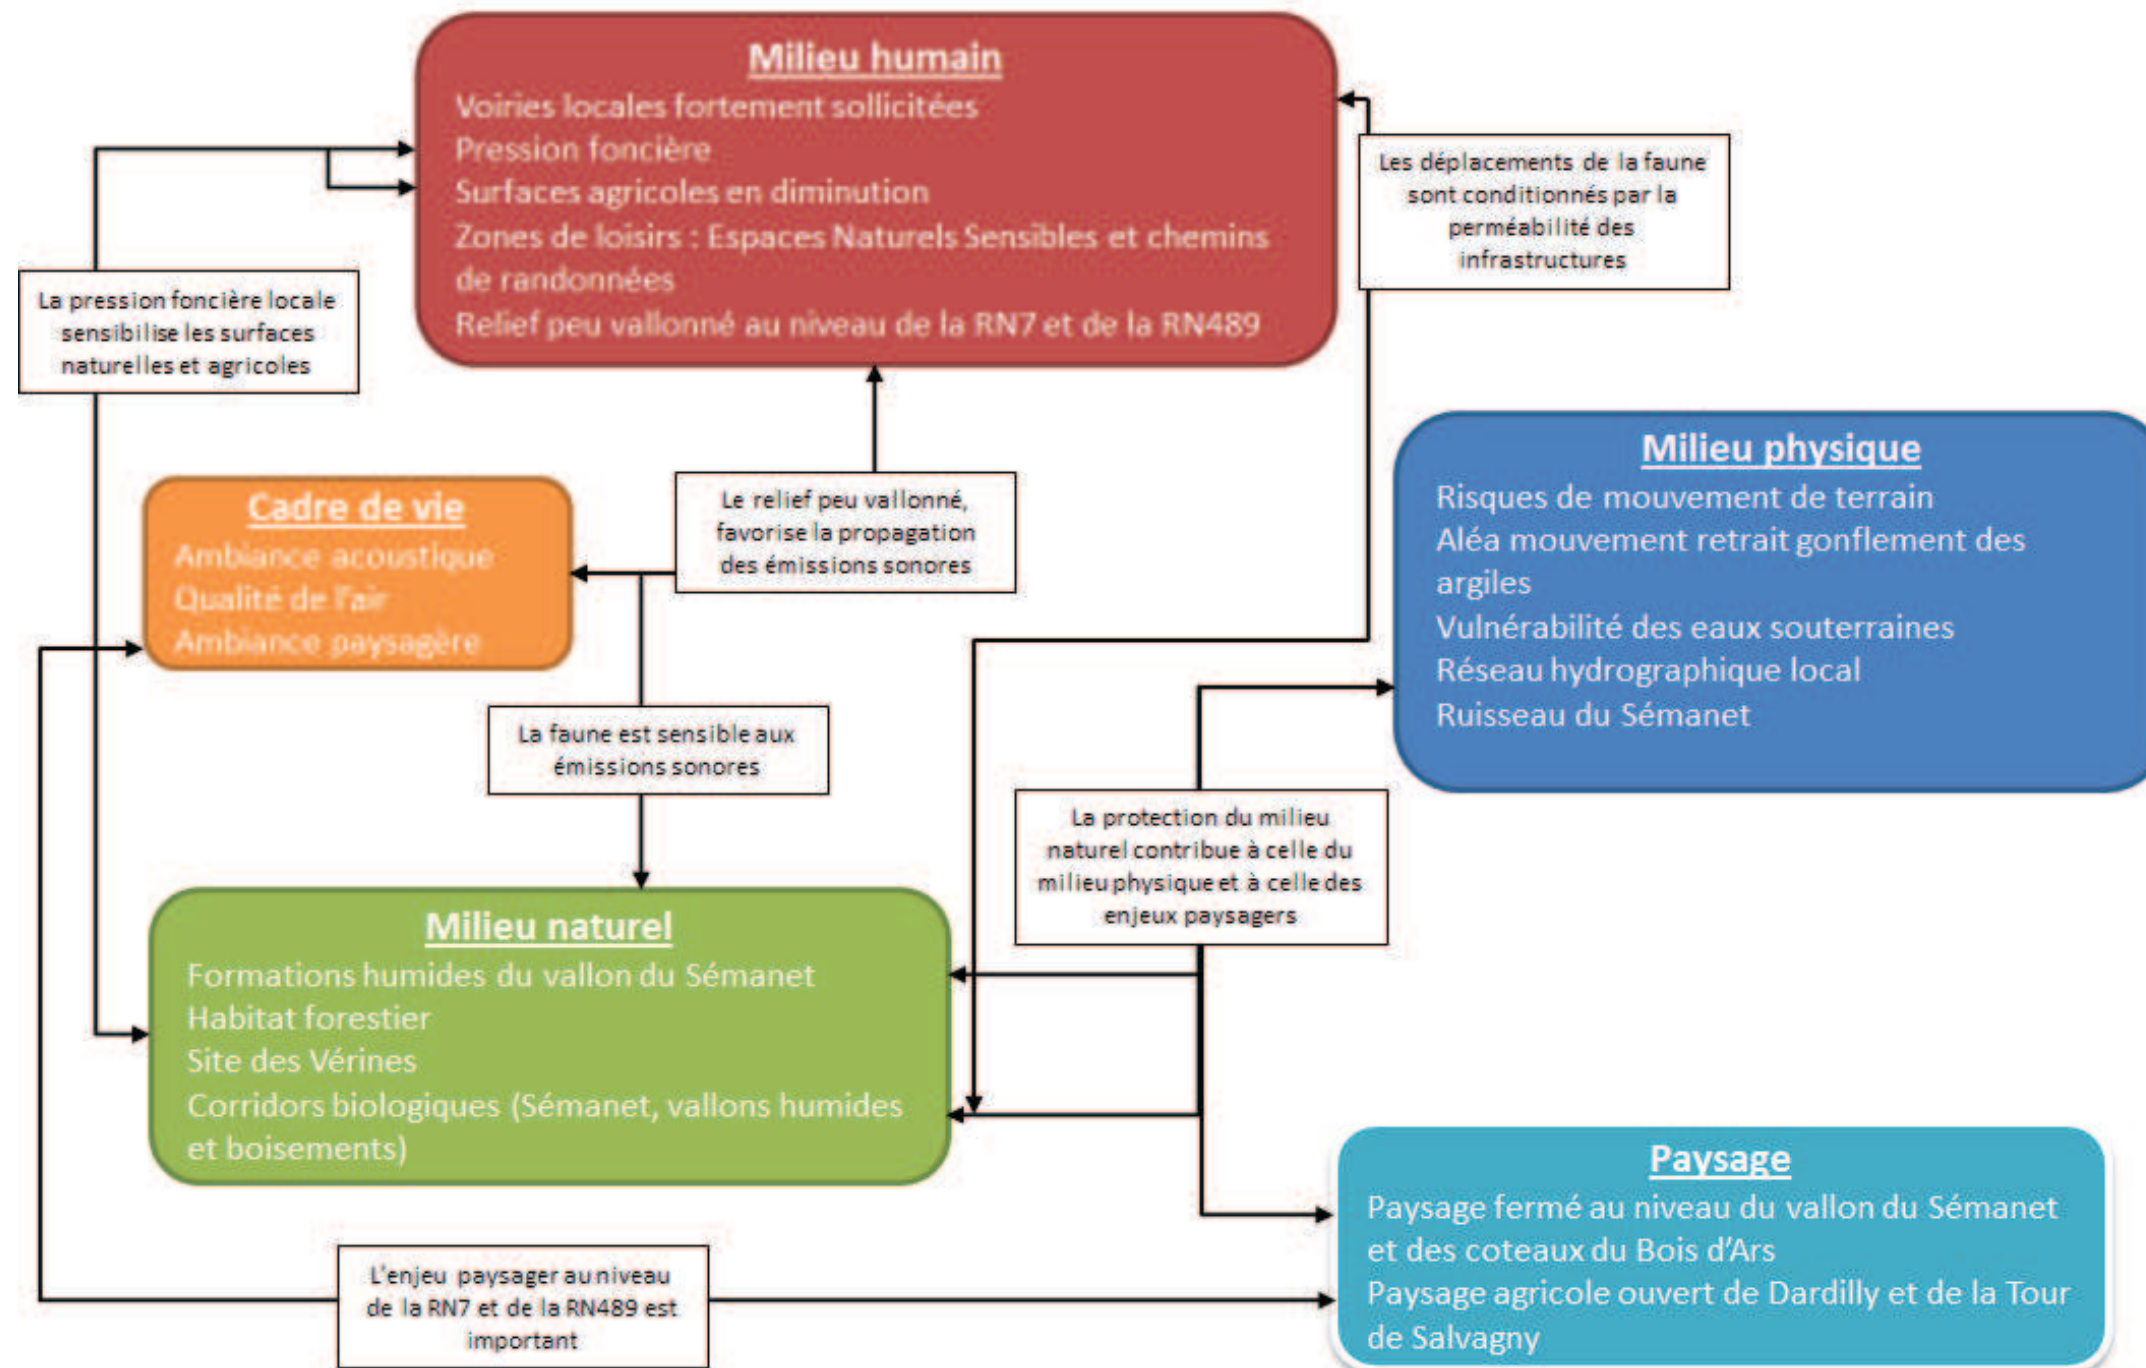 Milieu humain
Voiries locales fortement sollicitées
Pression foncière
Surfaces agricoles en diminution
Zones de loisirs : Espaces Naturels Sensibles et chemins
de randonnées
Relief peu vallonné au niveau de la RN7 et de la RN489
Les déplacements de la faune
sont conditionnés par la
perméabilité des
infrastructures
La pression foncière locale
sensibilise les surfaces
naturelles et agricoles
Milieu physique
Risques de mouvement de terrain
Aléa mouvement retrait gonflement des
argiles
Vulnérabilité des eaux souterraines
Réseau hydrographique local
Ruisseau du Sémanet
Cadre de vie
Ambiance acoustique
Qualité de l'air
Ambiance paysagère
Le relief peu vallonné,
favorise la propagation
des émissions sonores
La faune est sensible aux
émissions sonores
La protection du milieu
naturel contribue à celle du
milieu physique et à celle des
enjeux paysagers
Milieu naturel
Formations humides du vallon du Sémanet
Habitat forestier
Site des Vérines
Corridors biologiques (Sémanet, vallons humides
et boisements)
Paysage
Paysage fermé au niveau du vallon du Sémanet
et des coteaux du Bois d'Ars
Paysage agricole ouvert de Dardilly et de la Tour
de Salvagny
L'enjeu paysager au niveau
de la RN7 et de la RN489 est
important